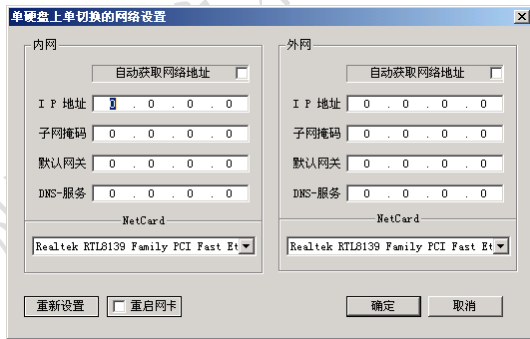 单硬盘上单切换的网络设置
内网
自动获取网络地址
I P 地址 0 . 0 . 0 . 0
子网掩码 0 . 0 . 0 . 0
默认网关 0 . 0 . 0 . 0
DNS-服务 0 . 0 . 0 . 0
NetCard
Realtek RTL8139 Family PCI Fast Et
外网
自动获取网络地址
I P 地址 0 . 0 . 0 . 0
子网掩码 0 . 0 . 0 . 0
默认网关 0 . 0 . 0 . 0
DNS-服务 0 . 0 . 0 . 0
NetCard
Realtek RTL8139 Family PCI Fast Et
重新设置 重启网卡 确定 取消